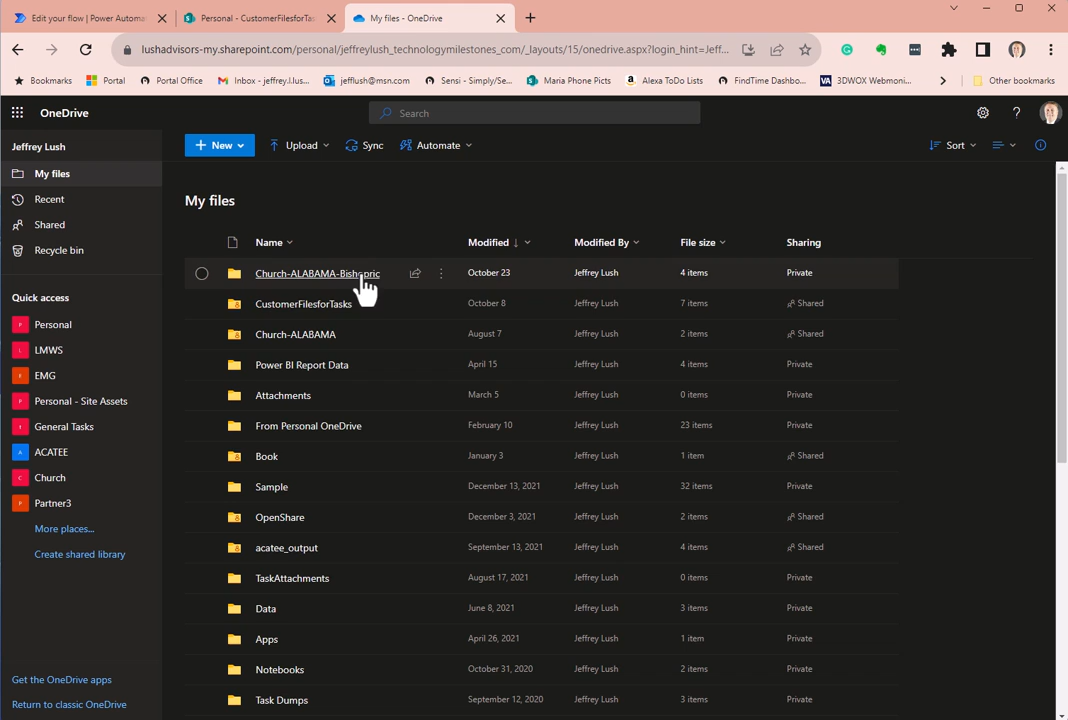 Edit your flow | Power Automa
Personal - CustomerFilesforTas
My files - OneDrive
lushadvisors-my.sharepoint.com/personal/jeffreylush_technologymilestones_com/_layouts/15/onedrive.aspx?login_hint=Jeff...
Bookmarks Portal Portal Office Inbox - jeffrey.l.lus... jefflush@msn.com Sensi - Simply/Se... Maria Phone Picts Alexa ToDo Lists FindTime Dashbo... 3DWOX Webmoni... Other bookmarks
OneDrive
Search
Jeffrey Lush
My files
Recent
Shared
Recycle bin
Quick access
Personal
LMWS
EMG
Personal - Site Assets
General Tasks
ACATEE
Church
Partner3
More places...
Create shared library
Get the OneDrive apps
Return to classic OneDrive
New Upload Sync Automate Sort
My files
Name Modified Modified By File size Sharing
Church-ALABAMA-Bishopric October 23 Jeffrey Lush 4 items Private
CustomerFilesforTasks October 8 Jeffrey Lush 7 items Shared
Church-ALABAMA August 7 Jeffrey Lush 2 items Shared
Power BI Report Data April 15 Jeffrey Lush 4 items Private
Attachments March 5 Jeffrey Lush 0 items Private
From Personal OneDrive February 10 Jeffrey Lush 23 items Private
Book January 3 Jeffrey Lush 1 item Shared
Sample December 13, 2021 Jeffrey Lush 32 items Private
OpenShare December 3, 2021 Jeffrey Lush 2 items Shared
acatee_output September 13, 2021 Jeffrey Lush 4 items Shared
TaskAttachments August 17, 2021 Jeffrey Lush 0 items Private
Data June 8, 2021 Jeffrey Lush 3 items Private
Apps April 26, 2021 Jeffrey Lush 1 item Private
Notebooks October 31, 2020 Jeffrey Lush 2 items Private
Task Dumps September 12, 2020 Jeffrey Lush 3 items Private